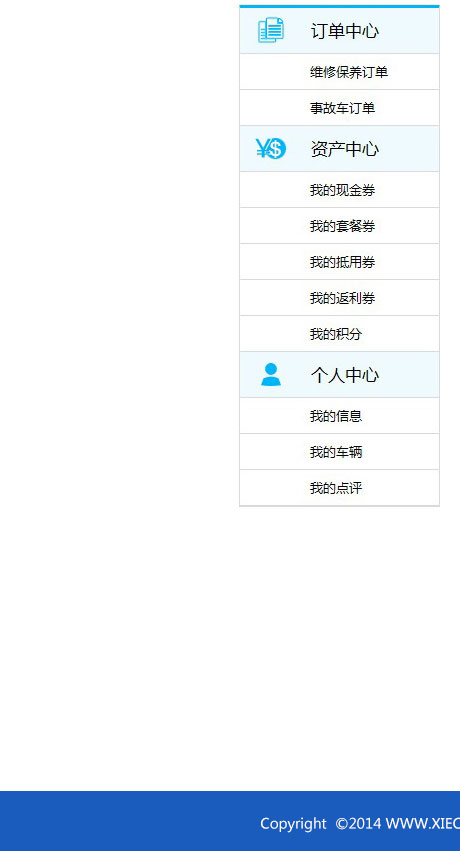 订单中心
维修保养订单
事故车订单
资产中心
我的现金券
我的套餐券
我的抵用券
我的返利券
我的积分
个人中心
我的信息
我的车辆
我的点评
Copyright ©2014 WWW.XIEC